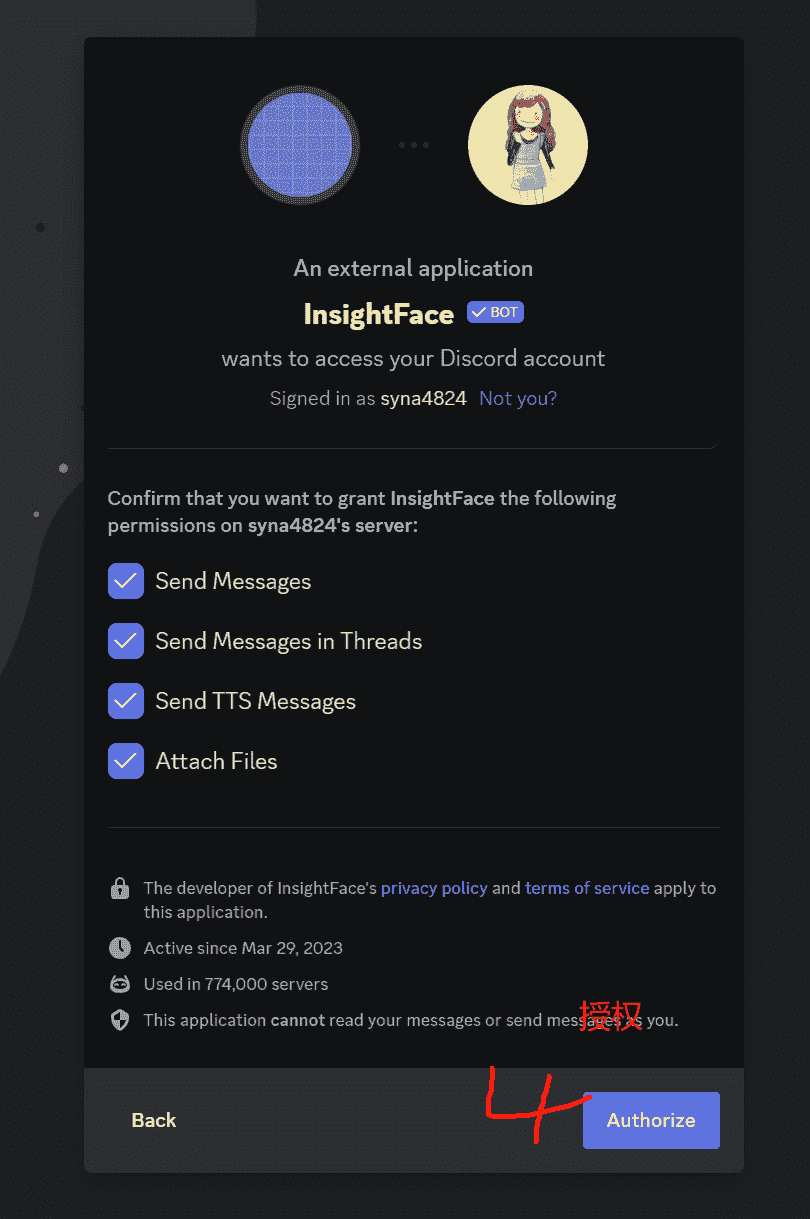 An external application
InsightFace BOT
wants to access your Discord account
Signed in as syna4824 Not you?
Confirm that you want to grant InsightFace the following
permissions on syna4824's server:
Send Messages
Send Messages in Threads
Send TTS Messages
Attach Files
The developer of InsightFace's privacy policy and terms of service apply to
this application.
Active since Mar 29, 2023
Used in 774,000 servers
This application cannot read your messages or send messages as you.
授权
4
Back
Authorize